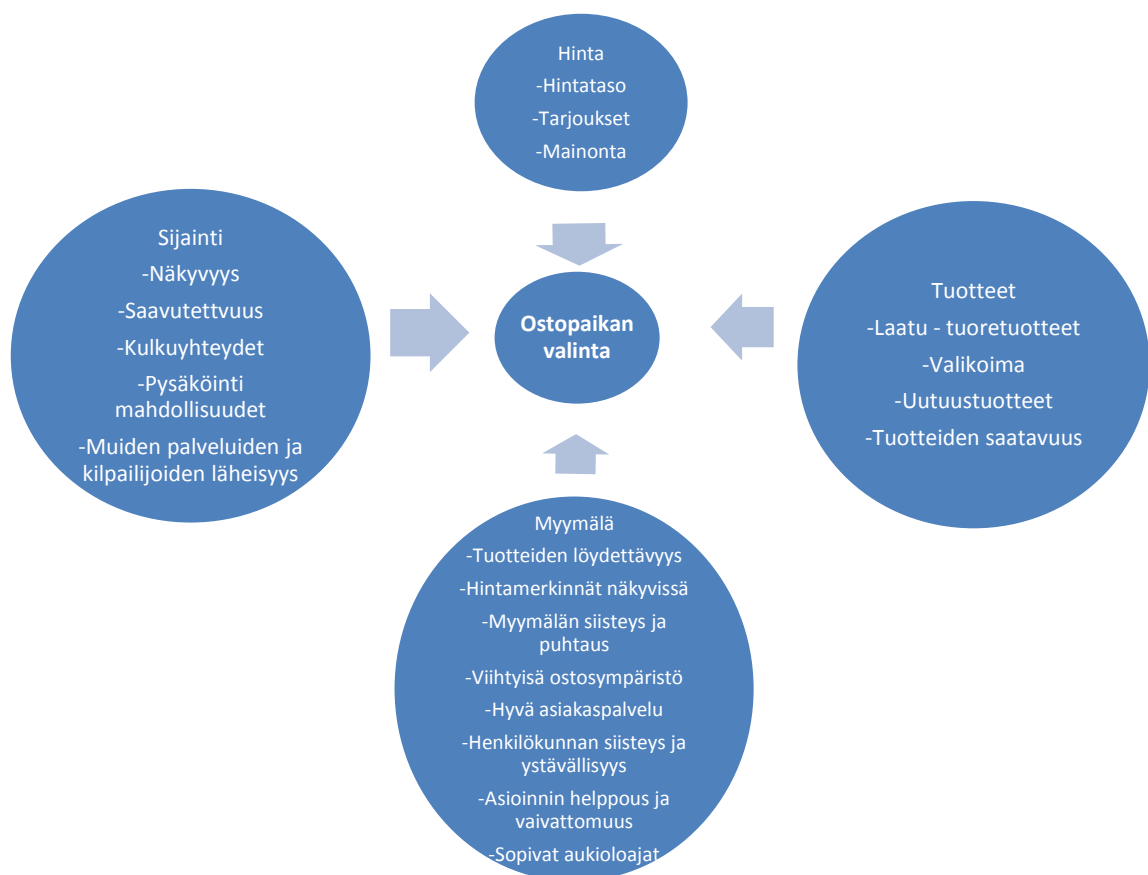 Hinta
-Hintataso
-Tarjoukset
-Mainonta
Sijainti
-Näkyvyys
-Saavutettvuus
-Kulkuyhteydet
-Pysäköinti
mahdollisuudet
-Muiden palveluiden ja
kilpailijoiden läheisyys
Ostopaikan
valinta
Tuotteet
-Laatu - tuoretuotteet
-Valikoima
-Uutuustuotteet
-Tuotteiden saatavuus
Myymälä
-Tuotteiden löydettävyys
-Hintamerkinnät näkyvissä
-Myymälän siisteys ja
puhtaus
-Viihtyisä ostosympäristö
-Hyvä asiakaspalvelu
-Henkilökunnan siisteys ja
ystävällisyys
-Asioinnin helppous ja
vaivattomuus
-Sopivat aukioloajat